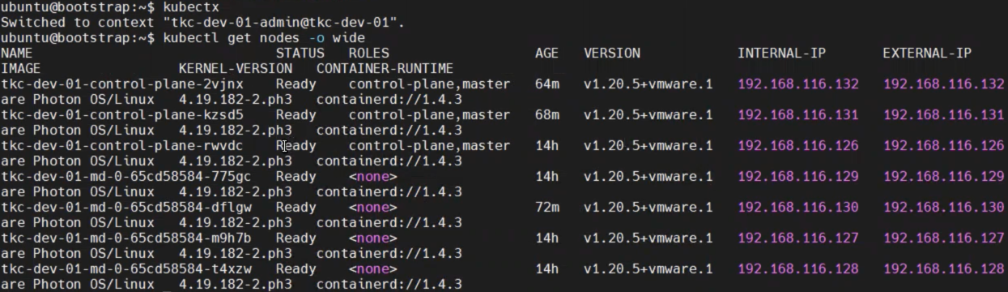 ubuntu@bootstrap:~$ kubectx
Switched to context "tkc-dev-01-admin@tkc-dev-01".
ubuntu@bootstrap:~$ kubectl get nodes -o wide
NAME STATUS ROLES AGE VERSION INTERNAL-IP EXTERNAL-IP
IMAGE KERNEL-VERSION CONTAINER-RUNTIME
tkc-dev-01-control-plane-2vjnx Ready control-plane,master 64m v1.20.5+vmware.1 192.168.116.132 192.168.116.132
are Photon OS/Linux 4.19.182-2.ph3 containerd://1.4.3
tkc-dev-01-control-plane-kzsd5 Ready control-plane,master 68m v1.20.5+vmware.1 192.168.116.131 192.168.116.131
are Photon OS/Linux 4.19.182-2.ph3 containerd://1.4.3
tkc-dev-01-control-plane-rwvdc Ready control-plane,master 14h v1.20.5+vmware.1 192.168.116.126 192.168.116.126
are Photon OS/Linux 4.19.182-2.ph3 containerd://1.4.3
tkc-dev-01-md-0-65cd58584-775gc Ready <none> 14h v1.20.5+vmware.1 192.168.116.129 192.168.116.129
are Photon OS/Linux 4.19.182-2.ph3 containerd://1.4.3
tkc-dev-01-md-0-65cd58584-dflgw Ready <none> 72m v1.20.5+vmware.1 192.168.116.130 192.168.116.130
are Photon OS/Linux 4.19.182-2.ph3 containerd://1.4.3
tkc-dev-01-md-0-65cd58584-m9h7b Ready <none> 14h v1.20.5+vmware.1 192.168.116.127 192.168.116.127
are Photon OS/Linux 4.19.182-2.ph3 containerd://1.4.3
tkc-dev-01-md-0-65cd58584-t4xzw Ready <none> 14h v1.20.5+vmware.1 192.168.116.128 192.168.116.128
are Photon OS/Linux 4.19.182-2.ph3 containerd://1.4.3